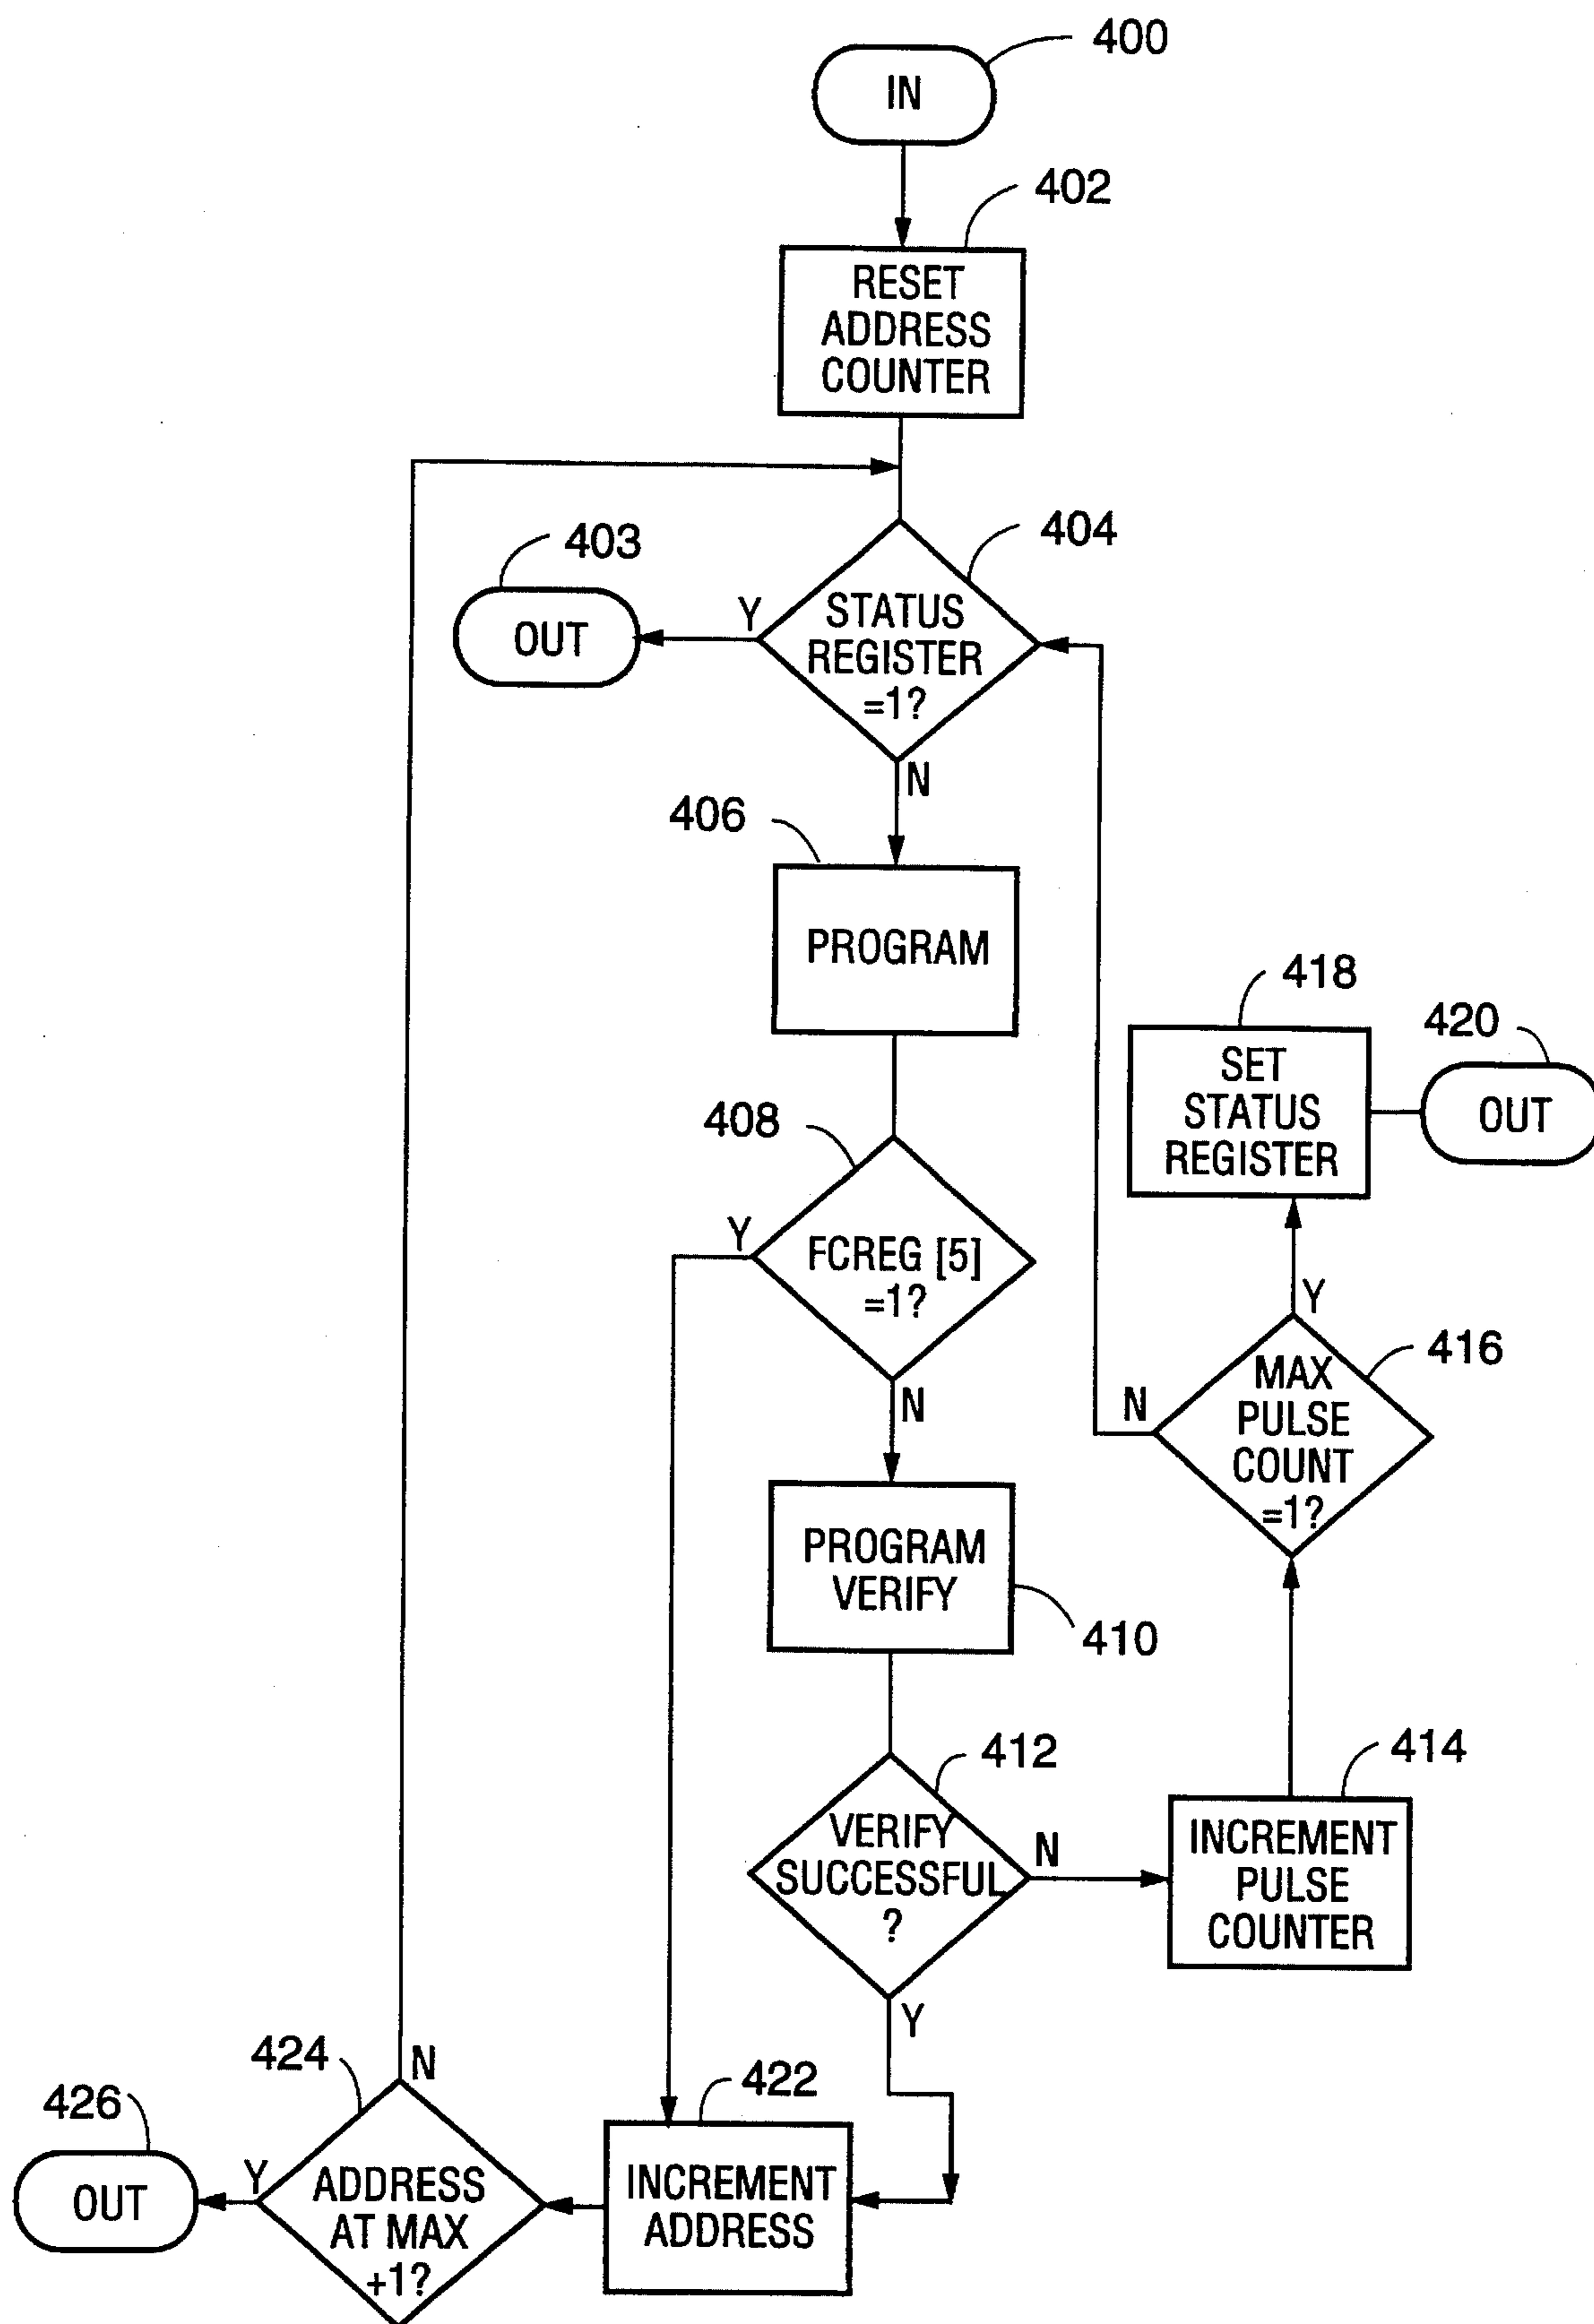 400
IN
402
RESET
ADDRESS
COUNTER
403
OUT
404
Y
STATUS
REGISTER
=1?
N
406
PROGRAM
418
SET
STATUS
REGISTER
420
OUT
408
Y
FCREG [5]
=1?
N
Y
416
MAX
PULSE
COUNT
=1?
N
PROGRAM
VERIFY
410
412
VERIFY
SUCCESSFUL
?
N
Y
414
INCREMENT
PULSE
COUNTER
424
N
426
OUT
Y
ADDRESS
AT MAX
+1?
422
INCREMENT
ADDRESS